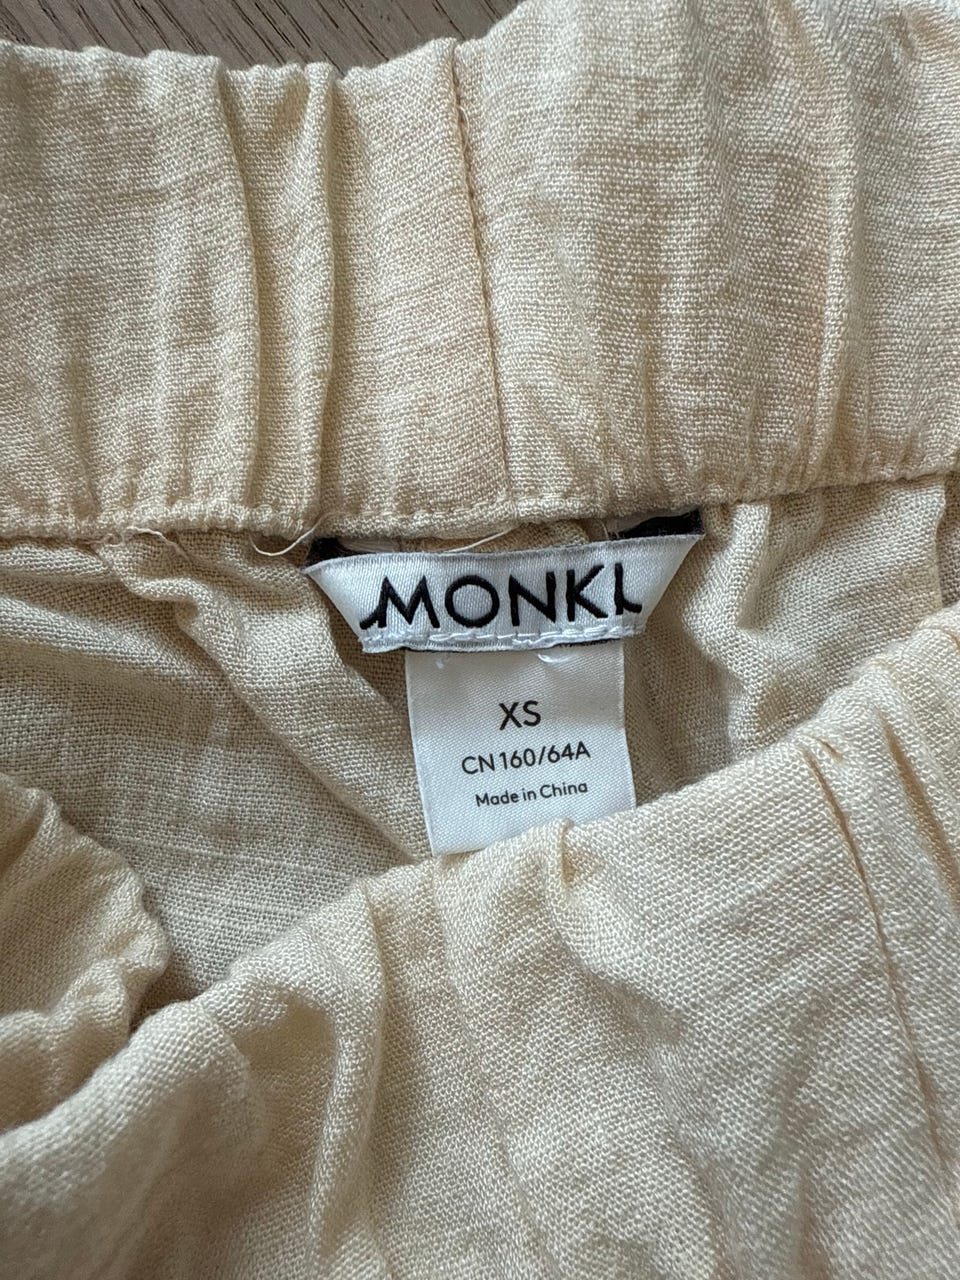 MONKI
XS
CN 160/64A
Made in China